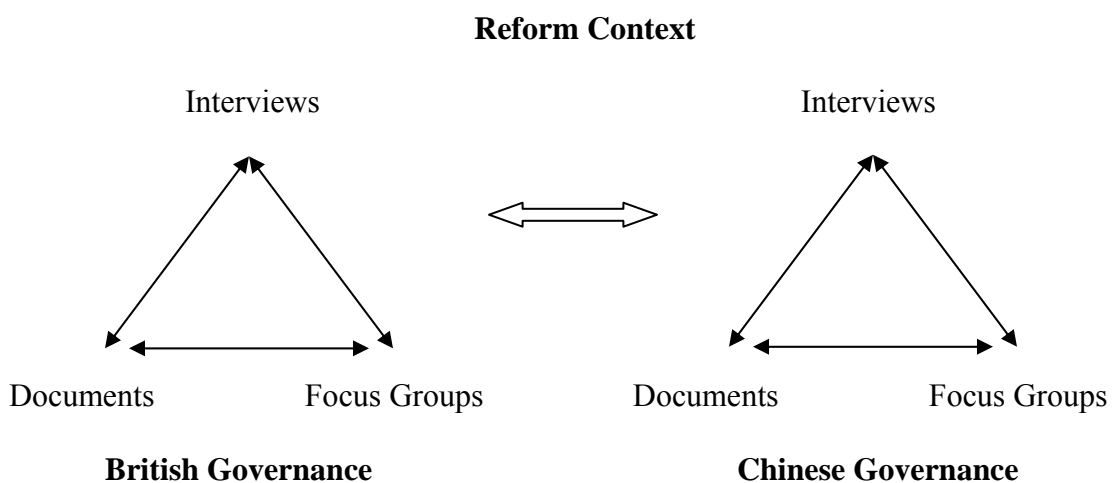 Reform Context
Interviews Interviews
Documents Focus Groups Documents Focus Groups
British Governance Chinese Governance